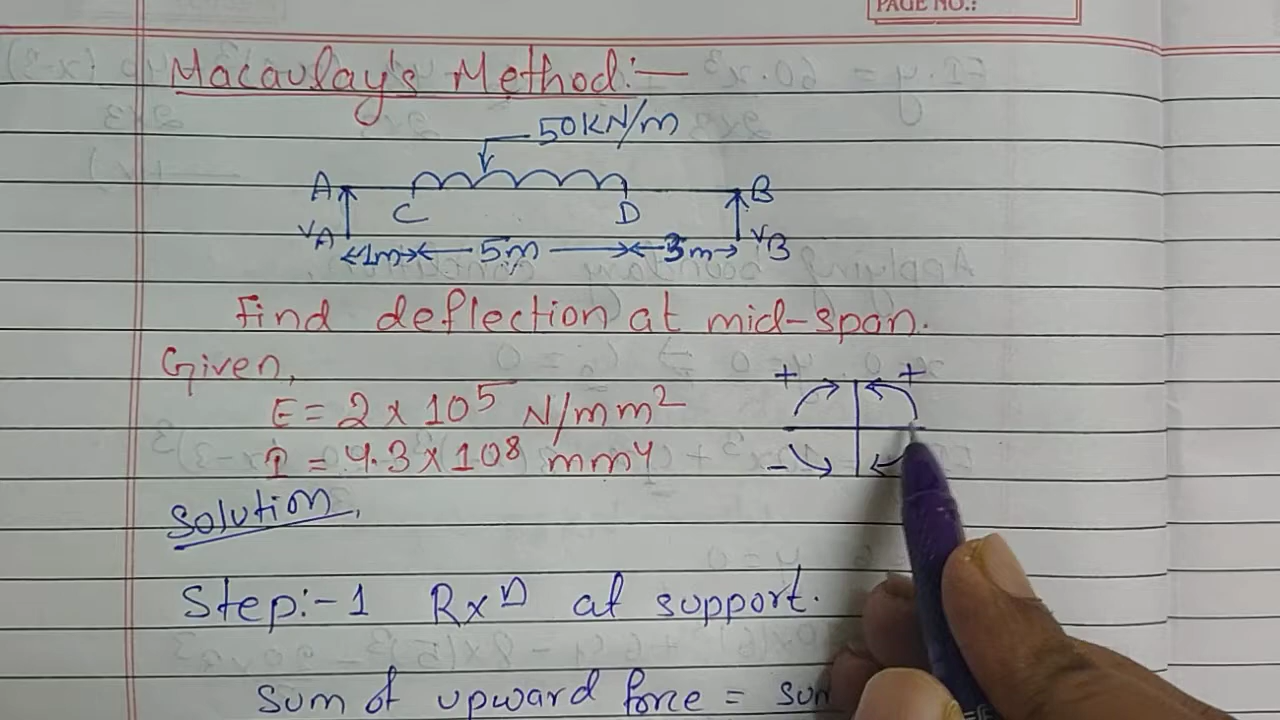 PAGE NO.:
Macaulay's Method:-
50KN/m
A B
C D
VA VB
1m 5m 3m
Find deflection at mid-span.
Given,
+ +
E = 2 x 10^5 N/mm^2
I = 4.3 x 10^8 mm^4
-
Solution,
Step:-1 Rx^n at support.
Sum of upward force =